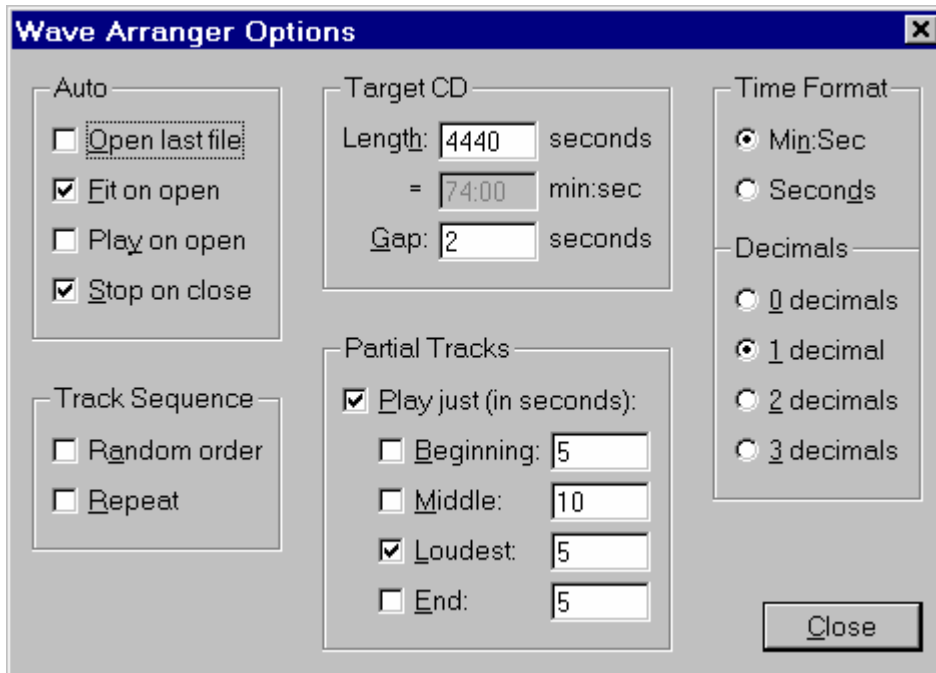 Wave Arranger Options
Auto
Open last file
Fit on open
Play on open
Stop on close
Track Sequence
Random order
Repeat
Target CD
Length: 4440 seconds
= 74:00 min:sec
Gap: 2 seconds
Partial Tracks
Play just (in seconds):
Beginning: 5
Middle: 10
Loudest: 5
End: 5
Time Format
Min:Sec
Seconds
Decimals
0 decimals
1 decimal
2 decimals
3 decimals
Close